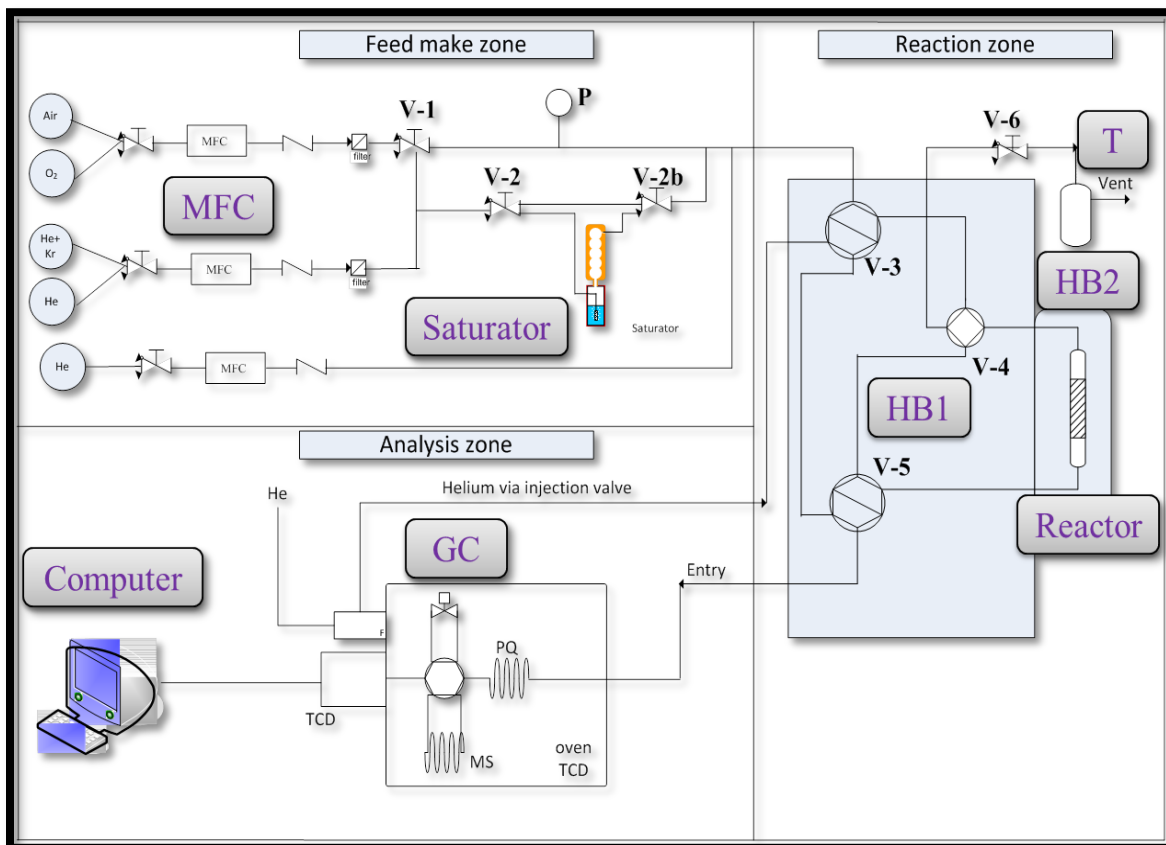 Feed make zone
Reaction zone
Air
O₂
MFC
filter
V-1
P
V-6
T
Vent
MFC
V-2
V-2b
He+
Kr
He
MFC
filter
V-3
HB2
Saturator
Saturator
He
MFC
V-4
HB1
Analysis zone
V-5
He
Helium via injection valve
Reactor
GC
Computer
Entry
F
PQ
TCD
MS
oven
TCD